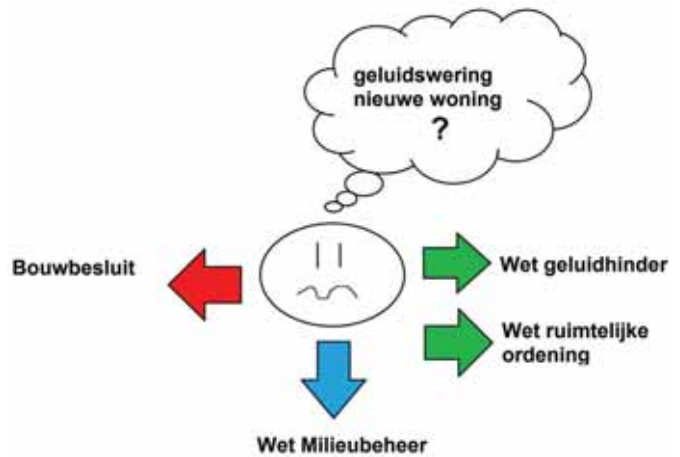 geluidswering
nieuwe woning
?
Bouwbesluit
Wet geluidhinder
Wet ruimtelijke
ordening
Wet Milieubeheer